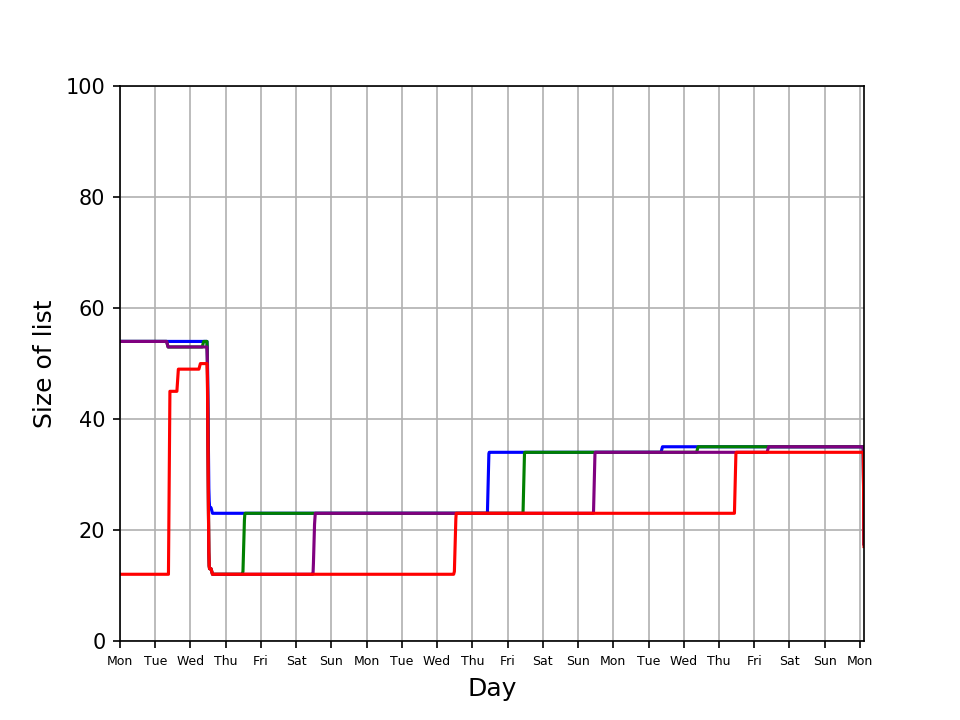 100
80
60
40
20
0
Size of list
Mon Tue Wed Thu Fri Sat Sun Mon Tue Wed Thu Fri Sat Sun Mon Tue Wed Thu Fri Sat Sun Mon
Day